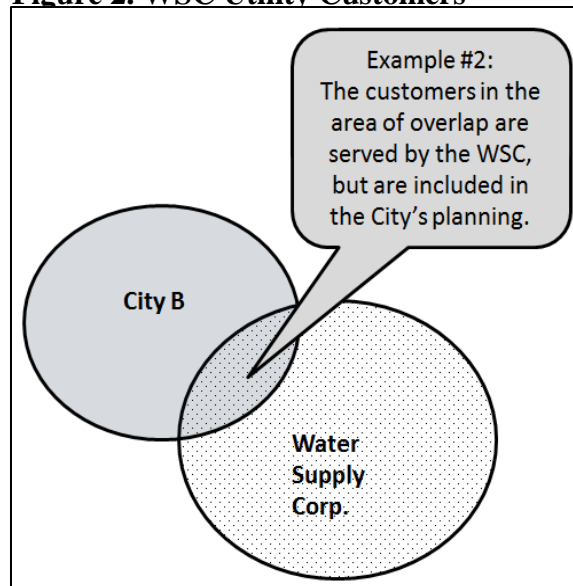 Figure 2. WSC Utility Customers
Example #2:
The customers in the
area of overlap are
served by the WSC,
but are included in
the City’s planning.
City B
Water
Supply
Corp.